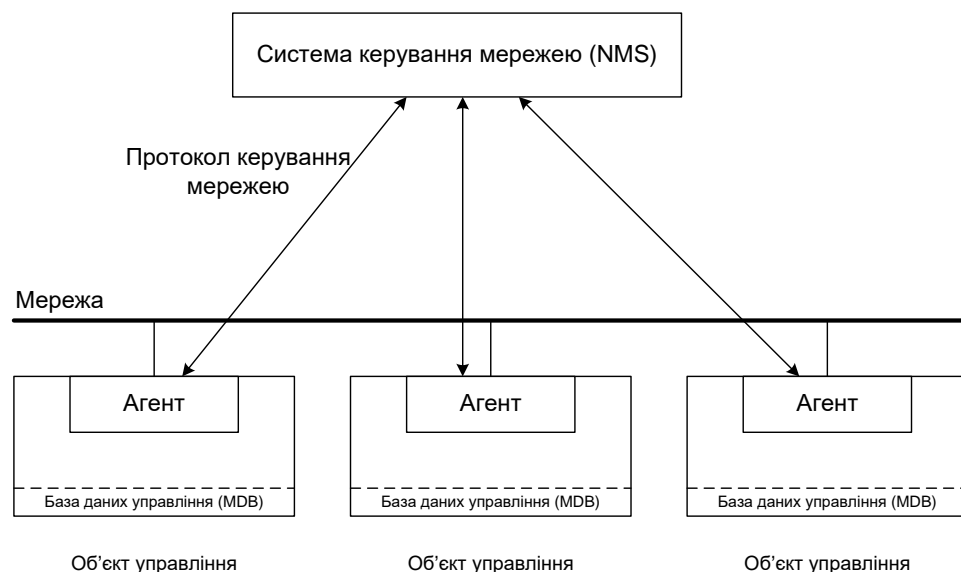 Система керування мережею (NMS)
Протокол керування
мережею
Мережа
Агент
Агент
Агент
База даних управління (MDB)
База даних управління (MDB)
База даних управління (MDB)
Об’єкт управління
Об’єкт управління
Об’єкт управління